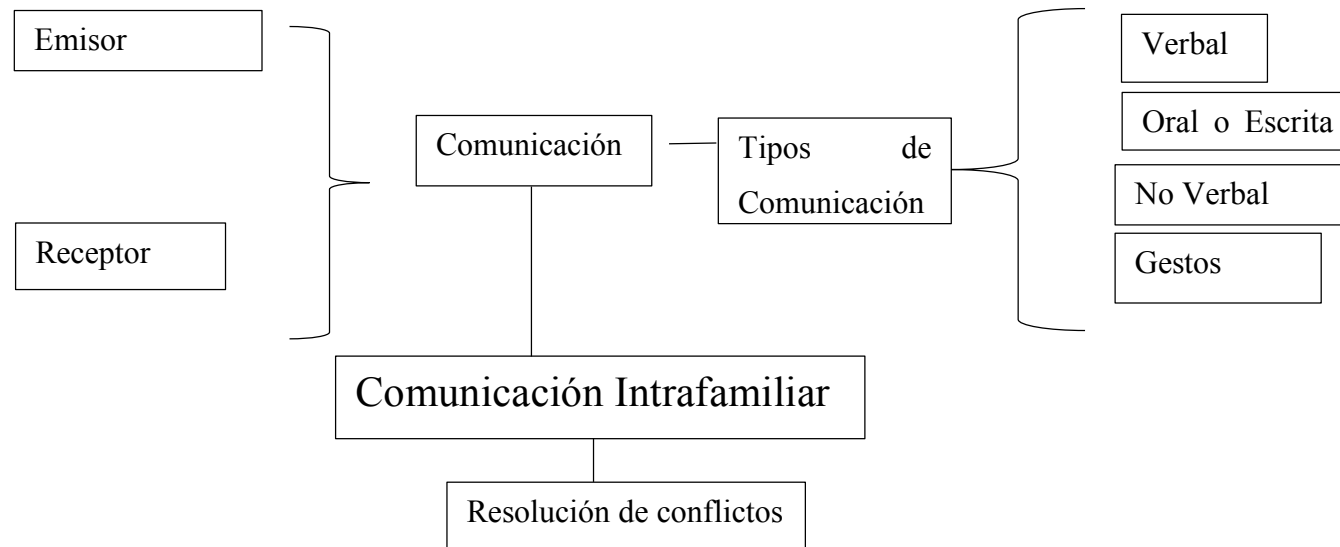 Emisor
Receptor
Comunicación
Tipos de
Comunicación
Verbal
Oral o Escrita
No Verbal
Gestos
Comunicación Intrafamiliar
Resolución de conflictos